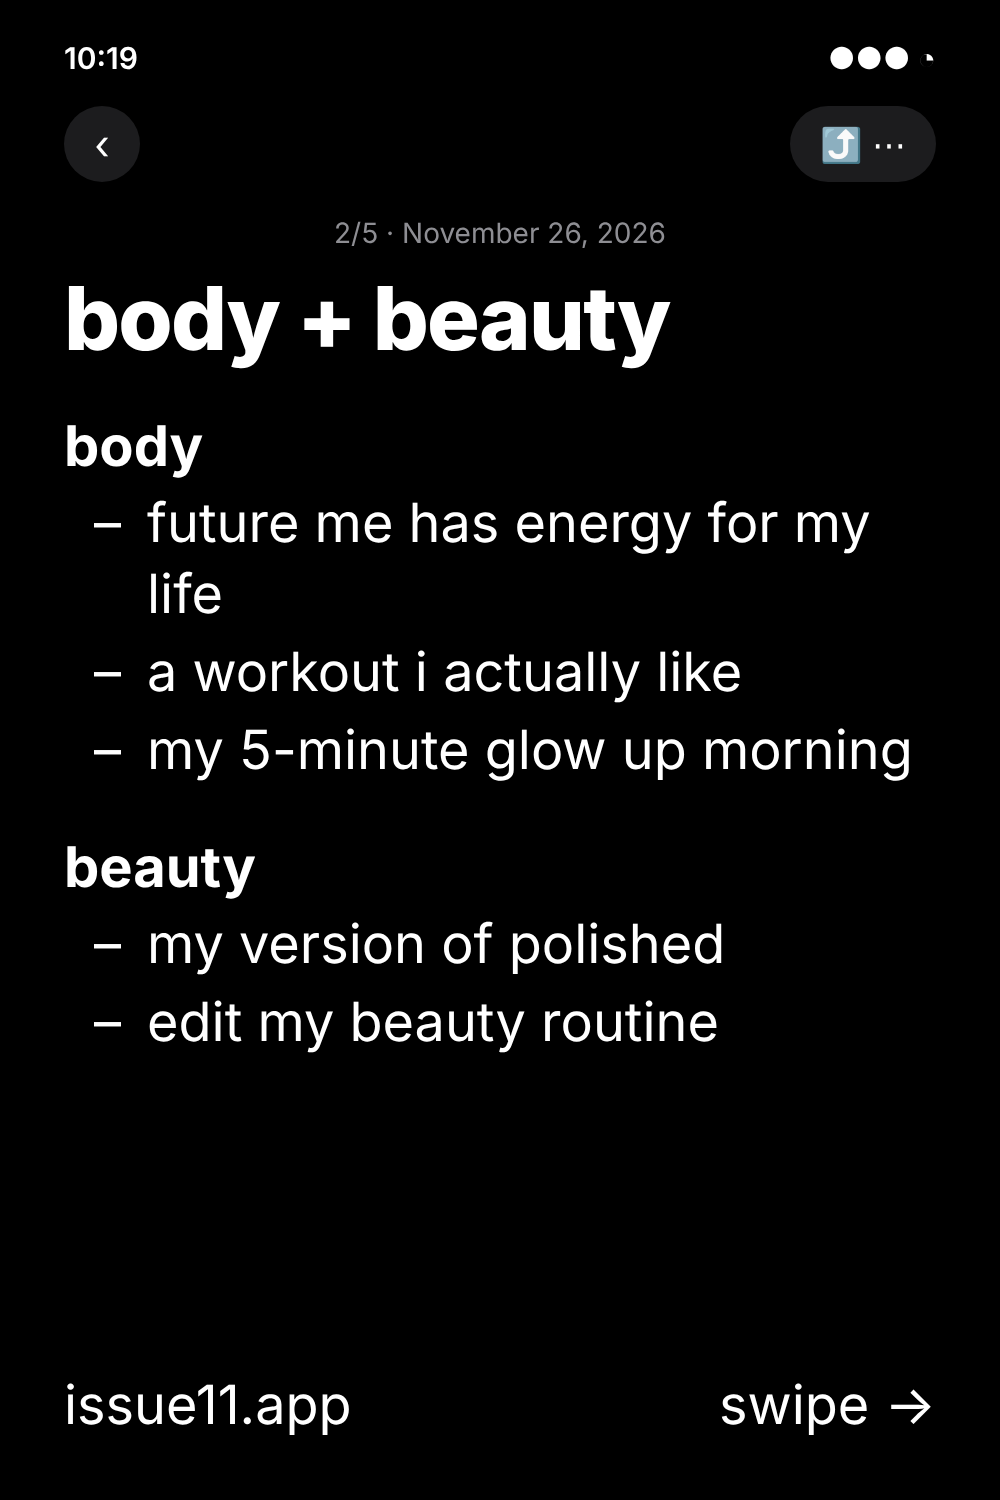 10:19
‹
⤴️ ···
2/5 · November 26, 2026
body + beauty
body
– future me has energy for my
life
– a workout i actually like
– my 5-minute glow up morning
beauty
– my version of polished
– edit my beauty routine
issue11.app
swipe →